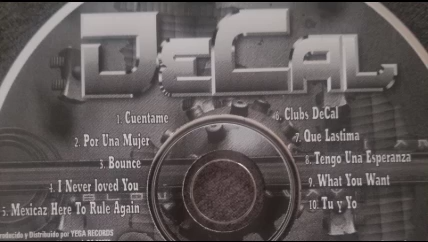 DeCal
1. Cuentame
2. Por Una Mujer
3. Bounce
4. I Never loved You
5. Mexicaz Here To Rule Again
6. Clubs DeCal
7. Que Lastima
8. Tengo Una Esperanza
9. What You Want
10. Tu y Yo
roducido y Distribuido por YEGA RECORDS